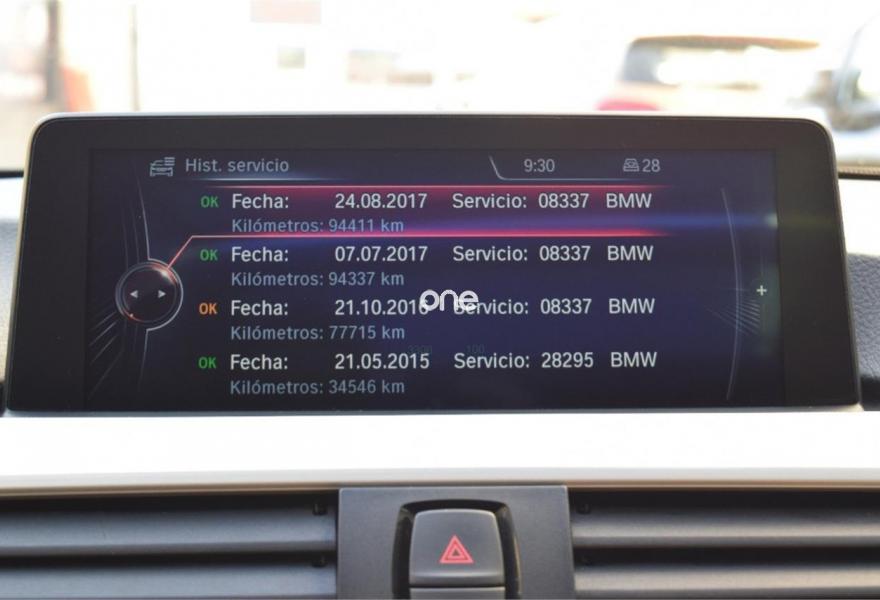 Hist. servicio 9:30 28
OK Fecha: 24.08.2017 Servicio: 08337 BMW
Kilómetros: 94411 km
OK Fecha: 07.07.2017 Servicio: 08337 BMW
Kilómetros: 94337 km
OK Fecha: 21.10.2016 Servicio: 08337 BMW
one
Kilómetros: 77715 km
OK Fecha: 21.05.2015 Servicio: 28295 BMW
Kilómetros: 34546 km